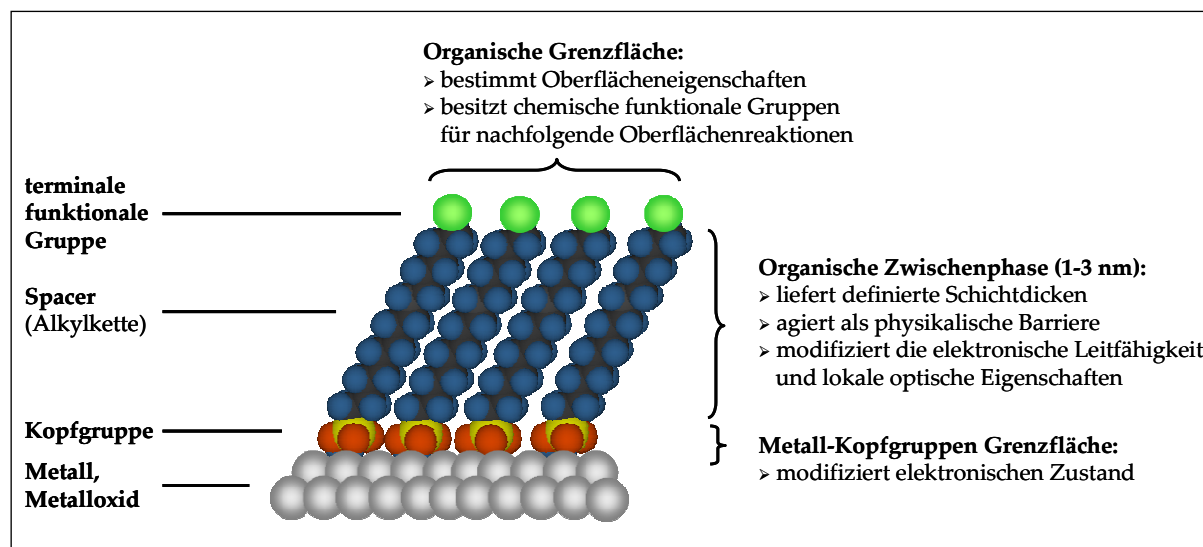 Organische Grenzfläche:
➢ bestimmt Oberflächeneigenschaften
➢ besitzt chemische funktionale Gruppen
für nachfolgende Oberflächenreaktionen
terminale
funktionale
Gruppe
Spacer
(Alkylkette)
Kopfgruppe
Metall,
Metalloxid
Organische Zwischenphase (1-3 nm):
➢ liefert definierte Schichtdicken
➢ agiert als physikalische Barriere
➢ modifiziert die elektronische Leitfähigkeit
und lokale optische Eigenschaften
Metall-Kopfgruppen Grenzfläche:
➢ modifiziert elektronischen Zustand